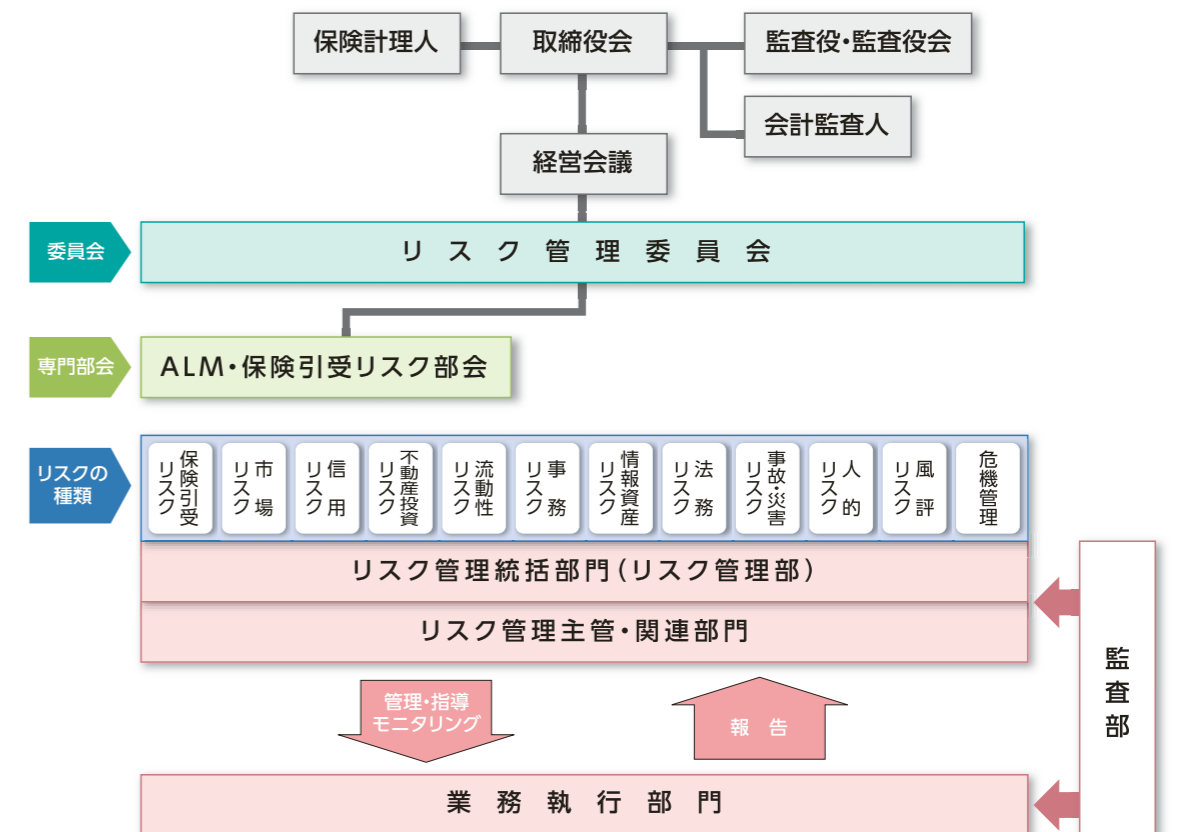 保険計理人
取締役会
監査役・監査役会
会計監査人
経営会議
委員会
リスク管理委員会
専門部会
ALM・保険引受リスク部会
リスクの
種類
保険引受
リスク
市場
リスク
信用
リスク
不動産投資
リスク
流動性
リスク
事務
リスク
情報資産
リスク
法務
リスク
事故・災害
リスク
人的
リスク
風評
リスク
危機管理
リスク管理統括部門(リスク管理部)
リスク管理主管・関連部門
管理・指導
モニタリング
報告
監査部
業務執行部門